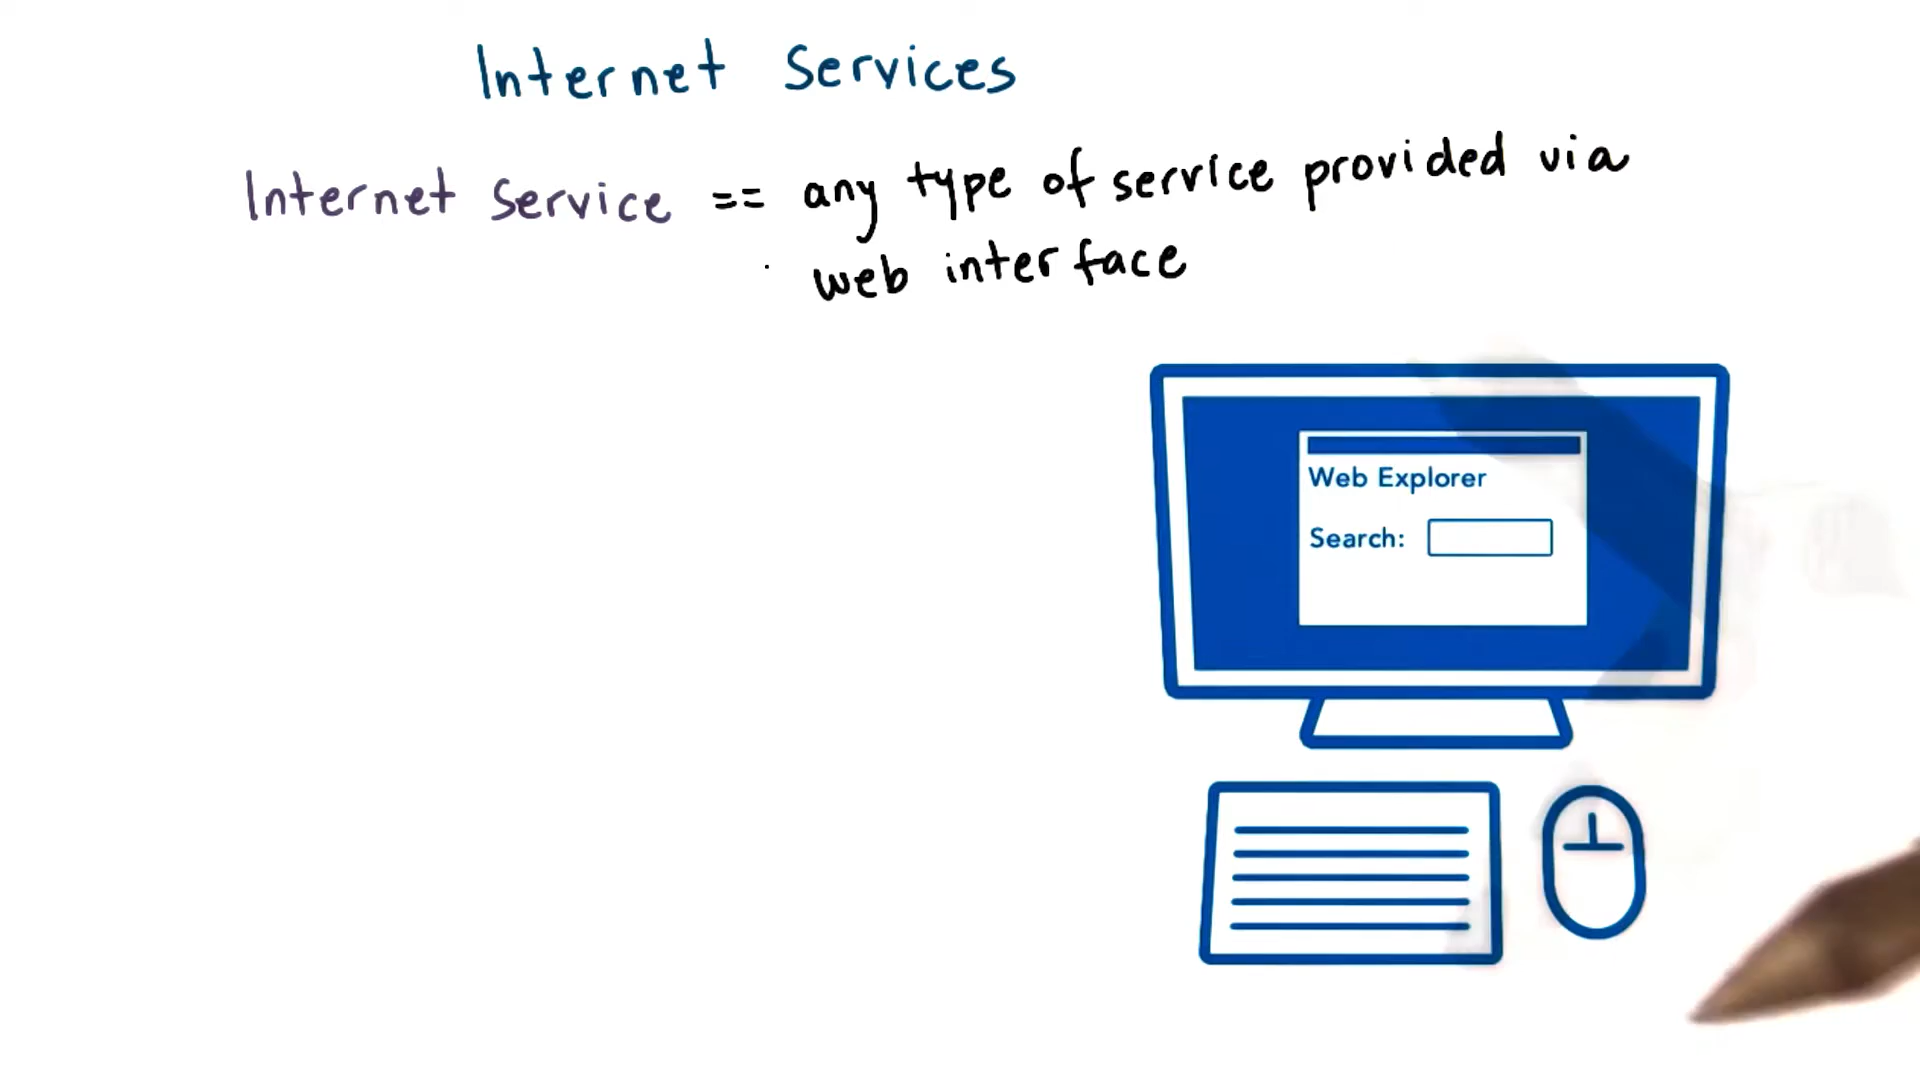 Internet Services
Internet Service == any type of service provided via
web interface
Web Explorer
Search: